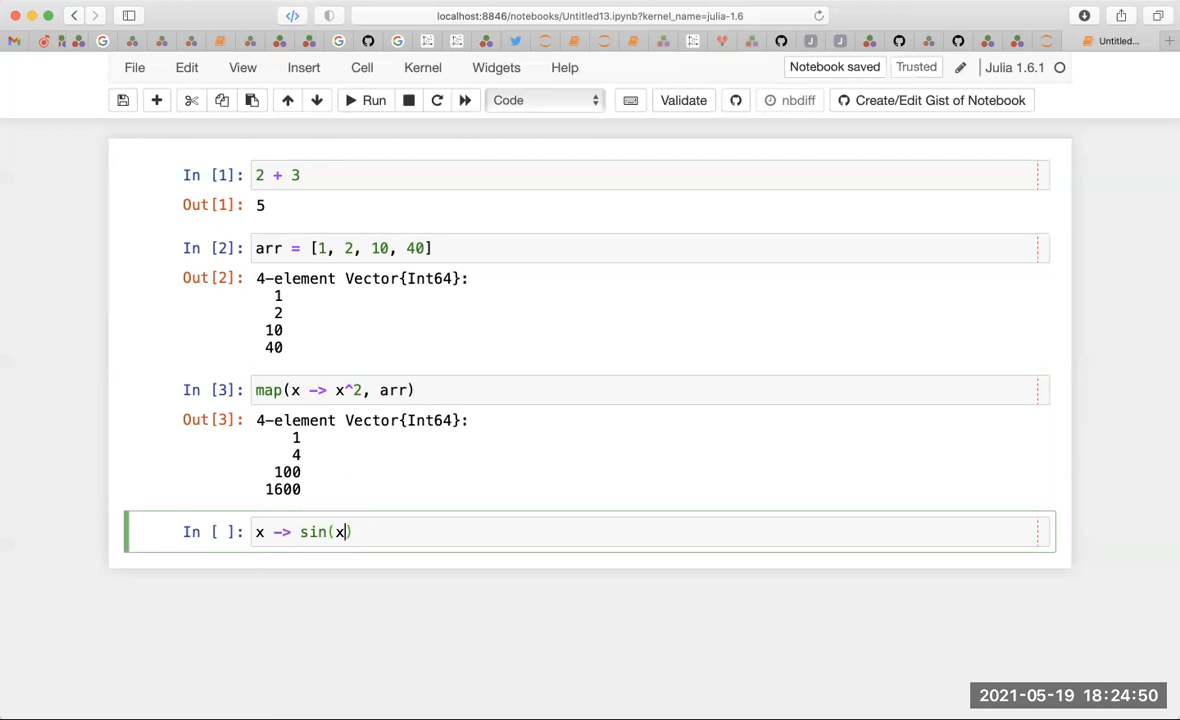 localhost:8846/notebooks/Untitled13.ipynb?kernel_name=julia-1.6
Untitled...
File Edit View Insert Cell Kernel Widgets Help Notebook saved Trusted Julia 1.6.1
Run Code Validate nbdiff Create/Edit Gist of Notebook
In [1]: 2 + 3
Out[1]: 5
In [2]: arr = [1, 2, 10, 40]
Out[2]: 4-element Vector{Int64}:
1
2
10
40
In [3]: map(x -> x^2, arr)
Out[3]: 4-element Vector{Int64}:
1
4
100
1600
In [ ]: x -> sin(x)
2021-05-19 18:24:50